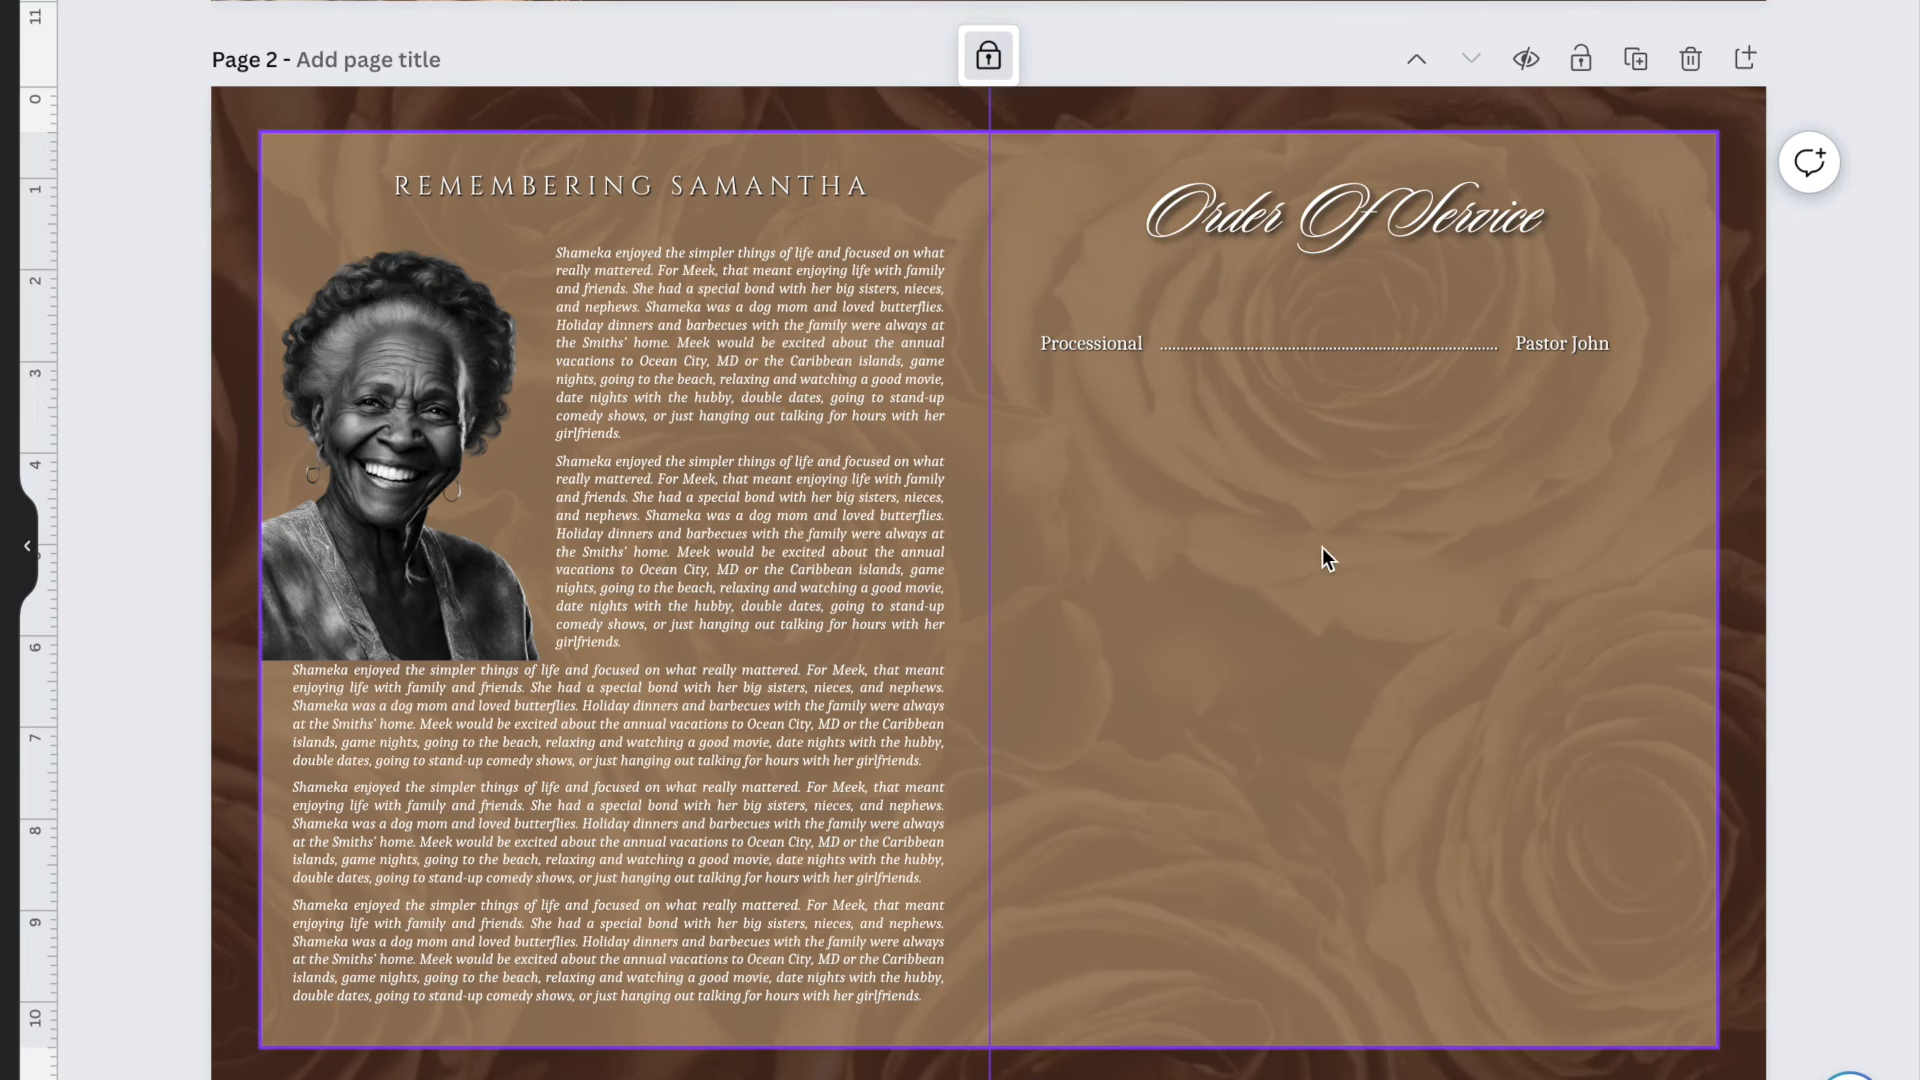 11
Page 2 - Add page title
0
1
2
3
4
6
7
8
9
10
REMEMBERING SAMANTHA
Shameka enjoyed the simpler things of life and focused on what
really mattered. For Meek, that meant enjoying life with family
and friends. She had a special bond with her big sisters, nieces,
and nephews. Shameka was a dog mom and loved butterflies.
Holiday dinners and barbecues with the family were always at
the Smiths' home. Meek would be excited about the annual
vacations to Ocean City, MD or the Caribbean islands, game
nights, going to the beach, relaxing and watching a good movie,
date nights with the hubby, double dates, going to stand-up
comedy shows, or just hanging out talking for hours with her
girlfriends.
Shameka enjoyed the simpler things of life and focused on what
really mattered. For Meek, that meant enjoying life with family
and friends. She had a special bond with her big sisters, nieces,
and nephews. Shameka was a dog mom and loved butterflies.
Holiday dinners and barbecues with the family were always at
the Smiths' home. Meek would be excited about the annual
vacations to Ocean City, MD or the Caribbean islands, game
nights, going to the beach, relaxing and watching a good movie,
date nights with the hubby, double dates, going to stand-up
comedy shows, or just hanging out talking for hours with her
girlfriends.
Shameka enjoyed the simpler things of life and focused on what really mattered. For Meek, that meant
enjoying life with family and friends. She had a special bond with her big sisters, nieces, and nephews.
Shameka was a dog mom and loved butterflies. Holiday dinners and barbecues with the family were always
at the Smiths' home. Meek would be excited about the annual vacations to Ocean City, MD or the Caribbean
islands, game nights, going to the beach, relaxing and watching a good movie, date nights with the hubby,
double dates, going to stand-up comedy shows, or just hanging out talking for hours with her girlfriends.
Shameka enjoyed the simpler things of life and focused on what really mattered. For Meek, that meant
enjoying life with family and friends. She had a special bond with her big sisters, nieces, and nephews.
Shameka was a dog mom and loved butterflies. Holiday dinners and barbecues with the family were always
at the Smiths' home. Meek would be excited about the annual vacations to Ocean City, MD or the Caribbean
islands, game nights, going to the beach, relaxing and watching a good movie, date nights with the hubby,
double dates, going to stand-up comedy shows, or just hanging out talking for hours with her girlfriends.
Shameka enjoyed the simpler things of life and focused on what really mattered. For Meek, that meant
enjoying life with family and friends. She had a special bond with her big sisters, nieces, and nephews.
Shameka was a dog mom and loved butterflies. Holiday dinners and barbecues with the family were always
at the Smiths' home. Meek would be excited about the annual vacations to Ocean City, MD or the Caribbean
islands, game nights, going to the beach, relaxing and watching a good movie, date nights with the hubby,
double dates, going to stand-up comedy shows, or just hanging out talking for hours with her girlfriends.
Order Of Service
Processional ........................................................................ Pastor John